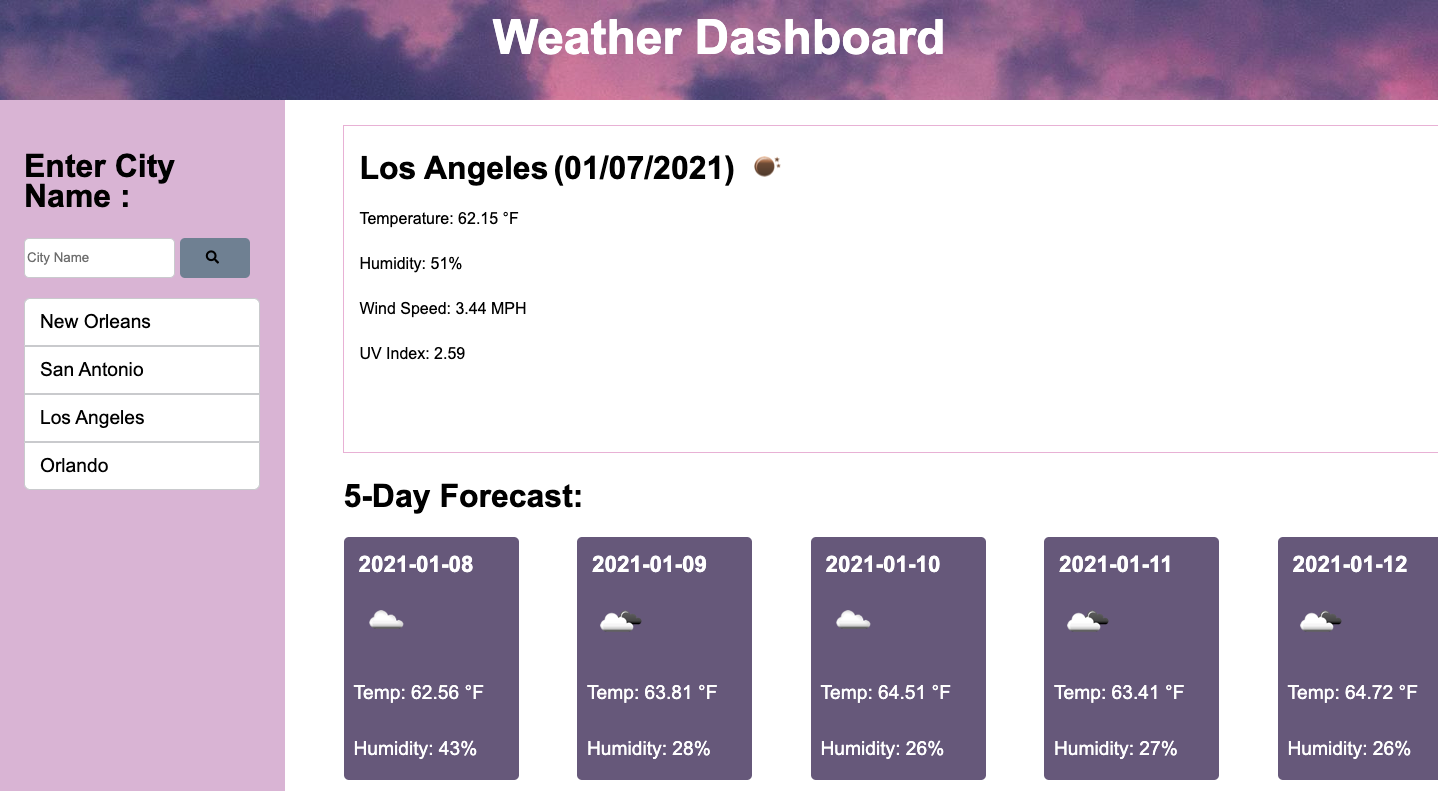 Weather Dashboard
Enter City
Name :
City Name
New Orleans
San Antonio
Los Angeles
Orlando
Los Angeles (01/07/2021)
Temperature: 62.15 °F
Humidity: 51%
Wind Speed: 3.44 MPH
UV Index: 2.59
5-Day Forecast:
2021-01-08
Temp: 62.56 °F
Humidity: 43%
2021-01-09
Temp: 63.81 °F
Humidity: 28%
2021-01-10
Temp: 64.51 °F
Humidity: 26%
2021-01-11
Temp: 63.41 °F
Humidity: 27%
2021-01-12
Temp: 64.72 °F
Humidity: 26%